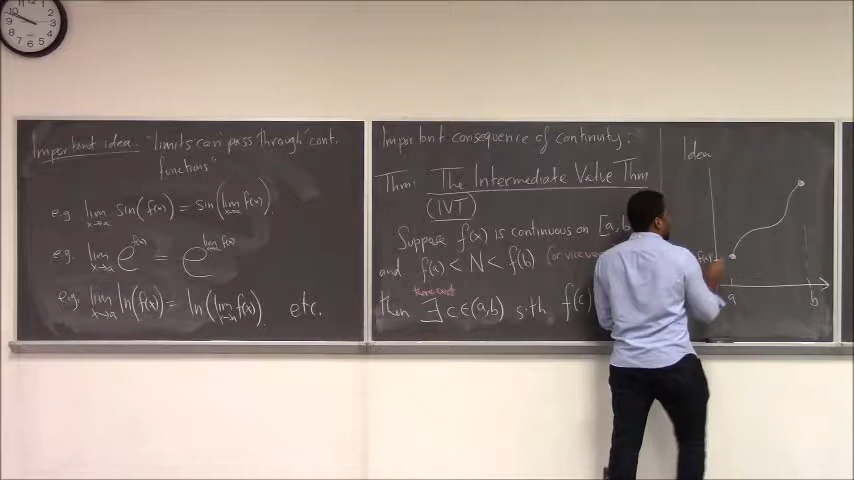 Important idea. "limits can "pass through" cont. functions"
e.g. lim x→a sin(f(x)) = sin(lim x→a f(x)).
e.g. lim x→a e^f(x) = e^lim x→a f(x)
e.g. lim x→a ln(f(x)) = ln(lim x→a f(x)). etc.
Important consequence of continuity:
Thm: The Intermediate Value Thm
(IVT)
Suppose f(x) is continuous on [a, b
and f(a) < N < f(b) (or vice
there exist
then ∃ c ∈ (a,b) s.th f(c)
Idea
f(a)
a b